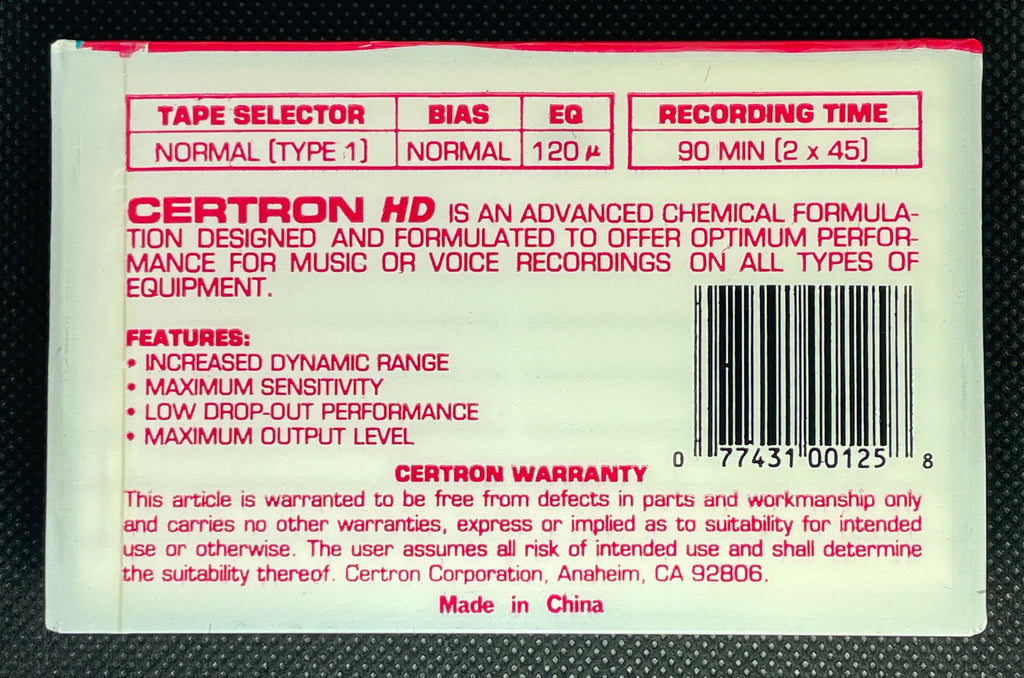 TAPE SELECTOR BIAS EQ RECORDING TIME
NORMAL (TYPE 1) NORMAL 120 μ 90 MIN (2 x 45)
CERTRON HD IS AN ADVANCED CHEMICAL FORMULA-
TION DESIGNED AND FORMULATED TO OFFER OPTIMUM PERFOR-
MANCE FOR MUSIC OR VOICE RECORDINGS ON ALL TYPES OF
EQUIPMENT.
FEATURES:
• INCREASED DYNAMIC RANGE
• MAXIMUM SENSITIVITY
• LOW DROP-OUT PERFORMANCE
• MAXIMUM OUTPUT LEVEL
0 77431 00125 8
CERTRON WARRANTY
This article is warranted to be free from defects in parts and workmanship only
and carries no other warranties, express or implied as to suitability for intended
use or otherwise. The user assumes all risk of intended use and shall determine
the suitability thereof. Certron Corporation, Anaheim, CA 92806.
Made in China